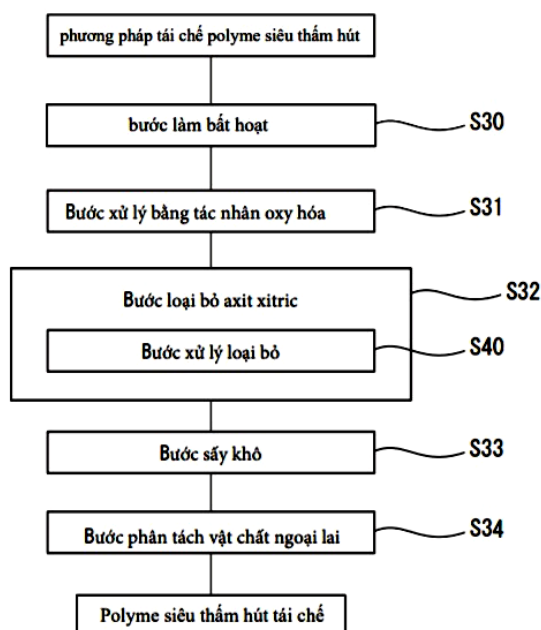 phương pháp tái chế polyme siêu thấm hút
bước làm bất hoạt
S30
Bước xử lý bằng tác nhân oxy hóa
S31
Bước loại bỏ axit xitric
S32
Bước xử lý loại bỏ
S40
Bước sấy khô
S33
Bước phân tách vật chất ngoại lai
S34
Polyme siêu thấm hút tái chế